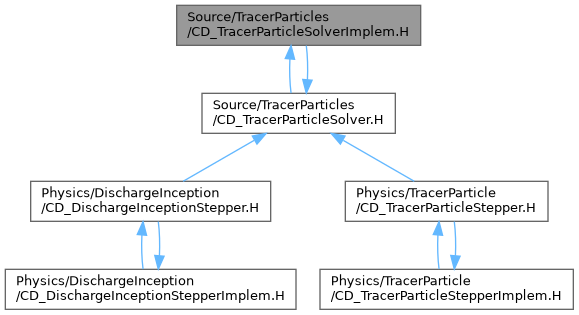 Source/TracerParticles
/CD_TracerParticleSolverImplem.H
Source/TracerParticles
/CD_TracerParticleSolver.H
Physics/DischargeInception
/CD_DischargeInceptionStepper.H
Physics/TracerParticle
/CD_TracerParticleStepper.H
Physics/DischargeInception
/CD_DischargeInceptionStepperImplem.H
Physics/TracerParticle
/CD_TracerParticleStepperImplem.H